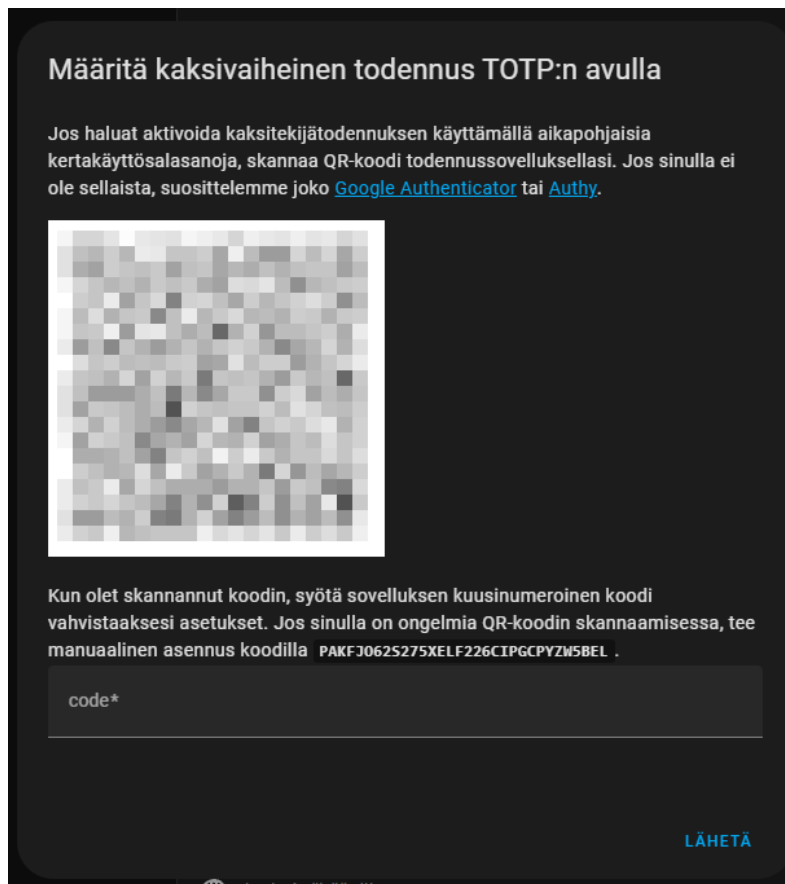 Määritä kaksivaiheinen todennus TOTP:n avulla
Jos haluat aktivoida kaksitekijätodennuksen käyttämällä aikapohjaisia
kertakäyttösalasanoja, skannaa QR-koodi todennussovelluksellasi. Jos sinulla ei
ole sellaista, suosittelemme joko Google Authenticator tai Authy.
Kun olet skannannut koodin, syötä sovelluksen kuusinumeroinen koodi
vahvistaaksesi asetukset. Jos sinulla on ongelmia QR-koodin skannaamisessa, tee
manuaalinen asennus koodilla PAKFJO62S275XELF226CIPGCPYZW5BEL.
code*
LÄHETÄ